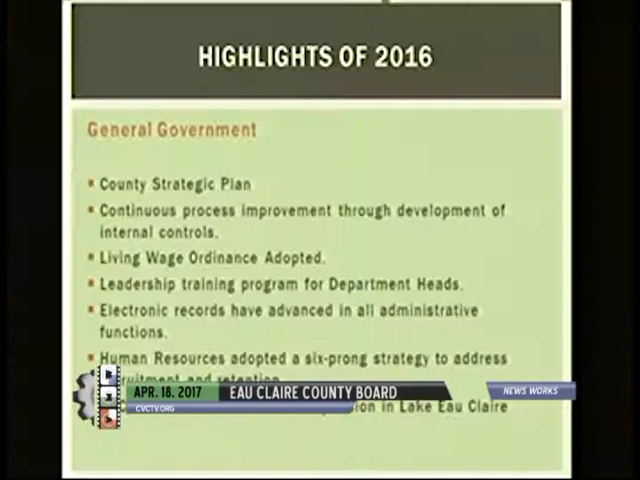 HIGHLIGHTS OF 2016
General Government
County Strategic Plan
Continuous process improvement through development of
internal controls.
Living Wage Ordinance Adopted.
Leadership training program for Department Heads.
Electronic records have advanced in all administrative
functions.
Human Resources adopted a six-prong strategy to address
recruitment and retention
in Lake Eau Claire
APR. 18. 2017
EAU CLAIRE COUNTY BOARD
NEWS WORKS
CVCTV.ORG